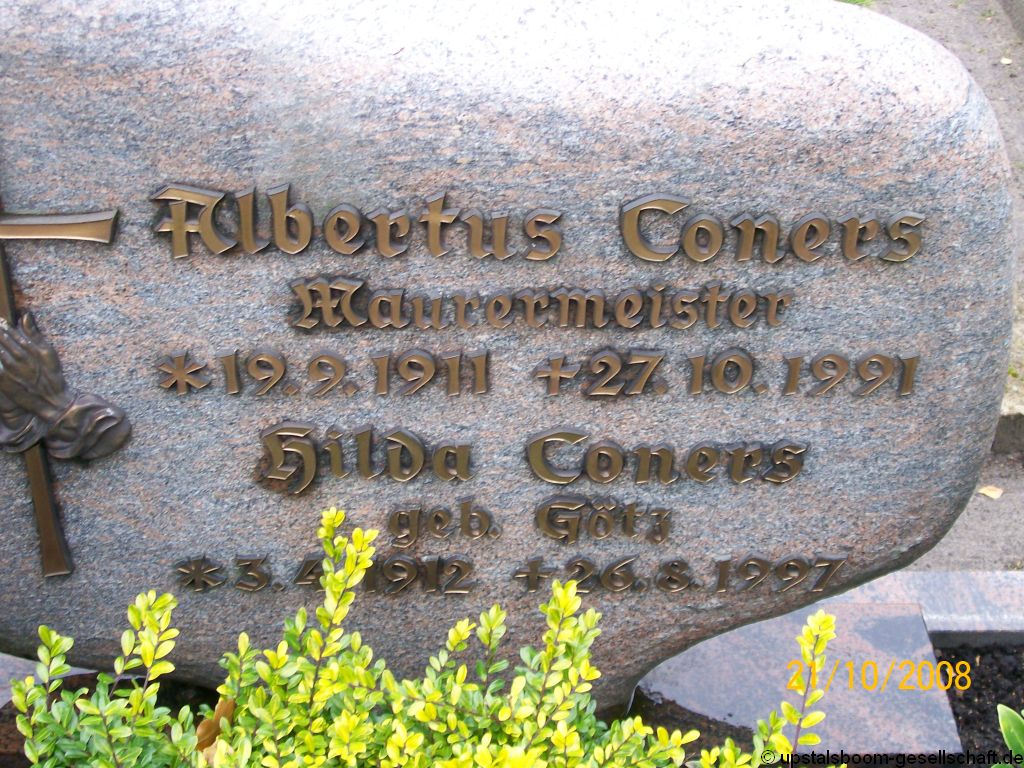 Albertus Coners
Maurermeister
* 19.9.1911 + 27.10.1991
Hilda Coners
geb. Götz
* 3.4.1912 + 26.8.1997
21/10/2008
© upstalsboom-gesellschaft.de